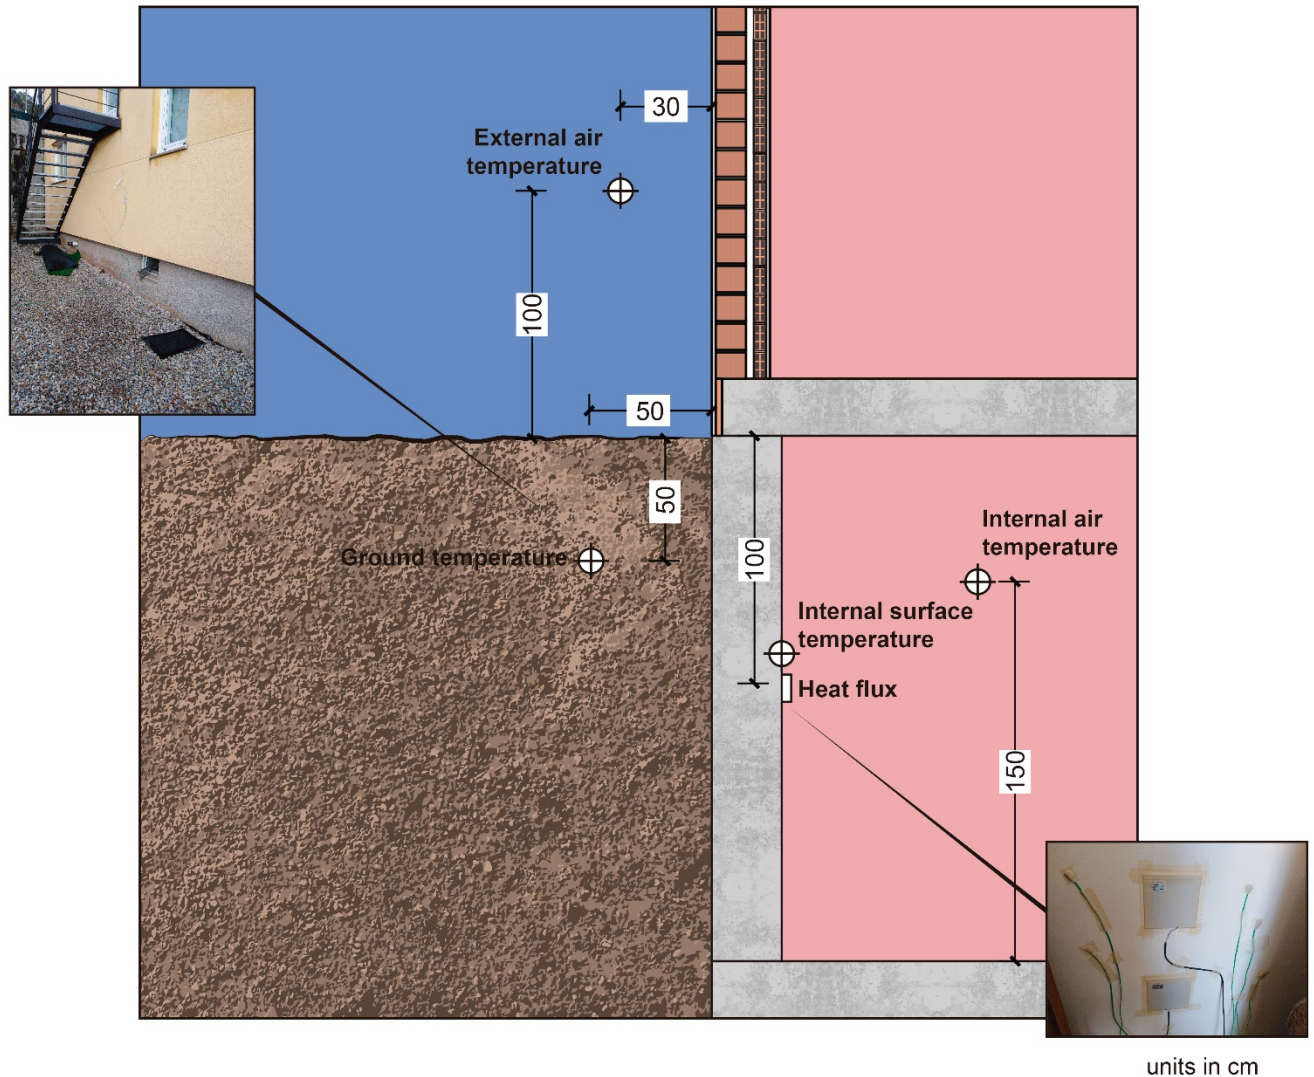 30
External air
temperature
100
50
50
Ground temperature
100
Internal air
temperature
Internal surface
temperature
Heat flux
150
units in cm